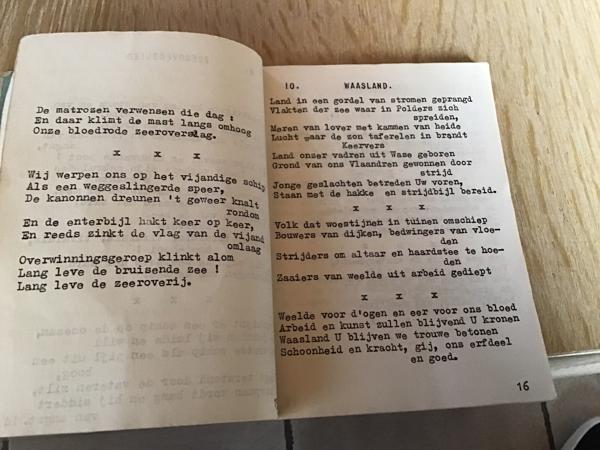 De matrozen verwensen die dag :
En daar klimt de mast langs omhoog
Onze bloedrode zeeroversl​ag.
x x x
Wij werpen ons op het vijandige schip
Als een weggeslingerde speer,
De kanonnen dreunen 't geweer knalt
rondom
En de enterbijl hakt keer op keer,
En reeds zinkt de vlag van de vijand
omlaag
Overwinningsgeroep klinkt alom
Lang leve de bruisende zee !
Lang leve de zeeroverij.
10. WAASLAND.
Land in een gordel van stromen geprangd
Vlakten der zee waar in Polders zich
spreiden,
Meren van lover met kammen van heide
Lucht waar de zon taferelen in brandt
Keervers
Land onzer vadren uit Wase geboren
Grond van ons Vlaandren gewonnen door
strijd
Jonge geslachten betreden Uw voren,
Staan met de hakke en strijdbijl bereid.
x x x
Volk dat woestijnen in tuinen omschiep
Bouwers van dijken, bedwingers van vloe-
den
Strijders om altaar en haardstee te hoe-
den
Zaaiers van weelde uit arbeid gediept
x x x
Weelde voor d'ogen en eer voor ons bloed
Arbeid en kunst zullen blijvend U kronen
Waasland U blijven we trouwe betonen
Schoonheid en kracht, gij, ons erfdeel
en goed.
16